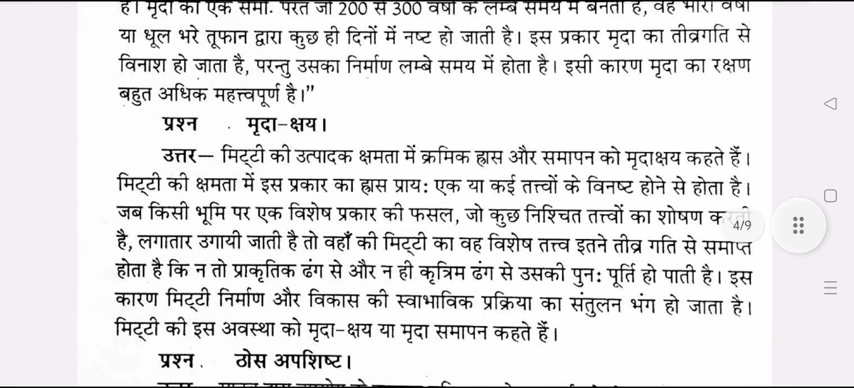 है। मृदा की एक सेमी. परत जो 200 से 300 वर्षों के लम्बे समय में बनती है, वह भारी वर्षा
या धूल भरे तूफान द्वारा कुछ ही दिनों में नष्ट हो जाती है। इस प्रकार मृदा का तीव्रगति से
विनाश हो जाता है, परन्तु उसका निर्माण लम्बे समय में होता है। इसी कारण मृदा का रक्षण
बहुत अधिक महत्त्वपूर्ण है।”
प्रश्न . मृदा-क्षय।
उत्तर— मिट्टी की उत्पादक क्षमता में क्रमिक ह्रास और समापन को मृदाक्षय कहते हैं।
मिट्टी की क्षमता में इस प्रकार का ह्रास प्राय: एक या कई तत्त्वों के विनष्ट होने से होता है।
जब किसी भूमि पर एक विशेष प्रकार की फसल, जो कुछ निश्चित तत्त्वों का शोषण करती
4/9
है, लगातार उगायी जाती है तो वहाँ की मिट्टी का वह विशेष तत्त्व इतने तीव्र गति से समाप्त
होता है कि न तो प्राकृतिक ढंग से और न ही कृत्रिम ढंग से उसकी पुन: पूर्ति हो पाती है। इस
कारण मिट्टी निर्माण और विकास की स्वाभाविक प्रक्रिया का संतुलन भंग हो जाता है।
मिट्टी की इस अवस्था को मृदा-क्षय या मृदा समापन कहते हैं।
प्रश्न . ठोस अपशिष्ट।